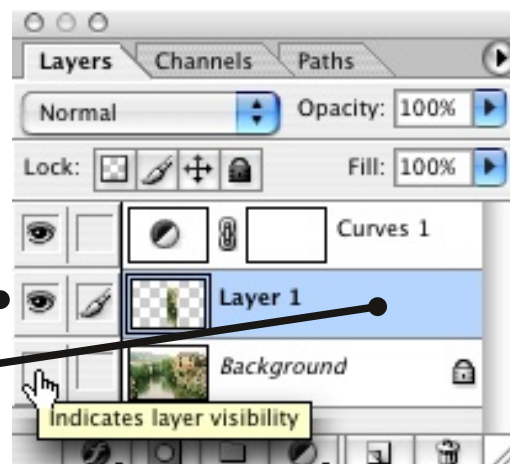 Layers Channels Paths
Normal Opacity: 100%
Lock: Fill: 100%
Curves 1
Layer 1
Background
Indicates layer visibility